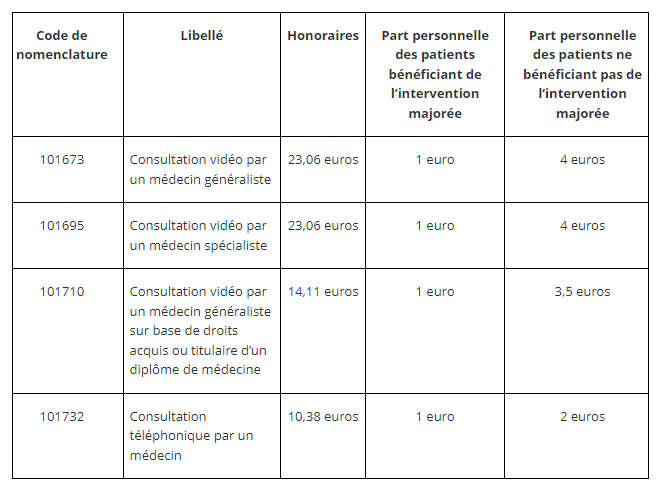 Code de nomenclature
Libellé
Honoraires
Part personnelle
des patients
bénéficiant de
l’intervention
majorée
Part personnelle
des patients ne
bénéficiant pas de
l’intervention
majorée
101673
Consultation vidéo par
un médecin généraliste
23,06 euros
1 euro
4 euros
101695
Consultation vidéo par
un médecin spécialiste
23,06 euros
1 euro
4 euros
101710
Consultation vidéo par
un médecin généraliste
sur base de droits
acquis ou titulaire d’un
diplôme de médecine
14,11 euros
1 euro
3,5 euros
101732
Consultation
téléphonique par un
médecin
10,38 euros
1 euro
2 euros